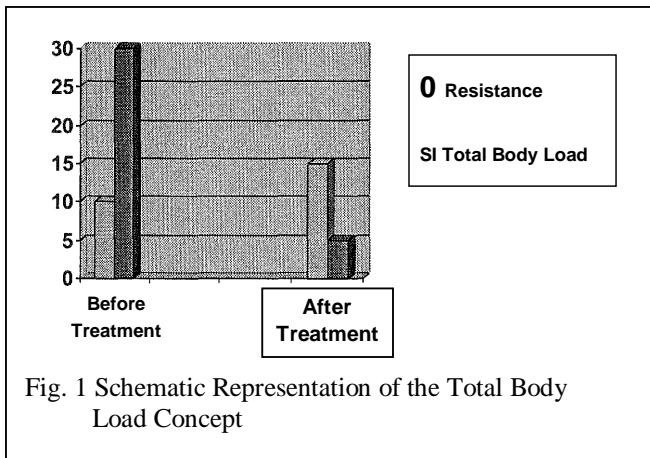 30
25
20
15
10
5
0
Before
Treatment
After
Treatment
0 Resistance
SI Total Body Load
Fig. 1 Schematic Representation of the Total Body
Load Concept